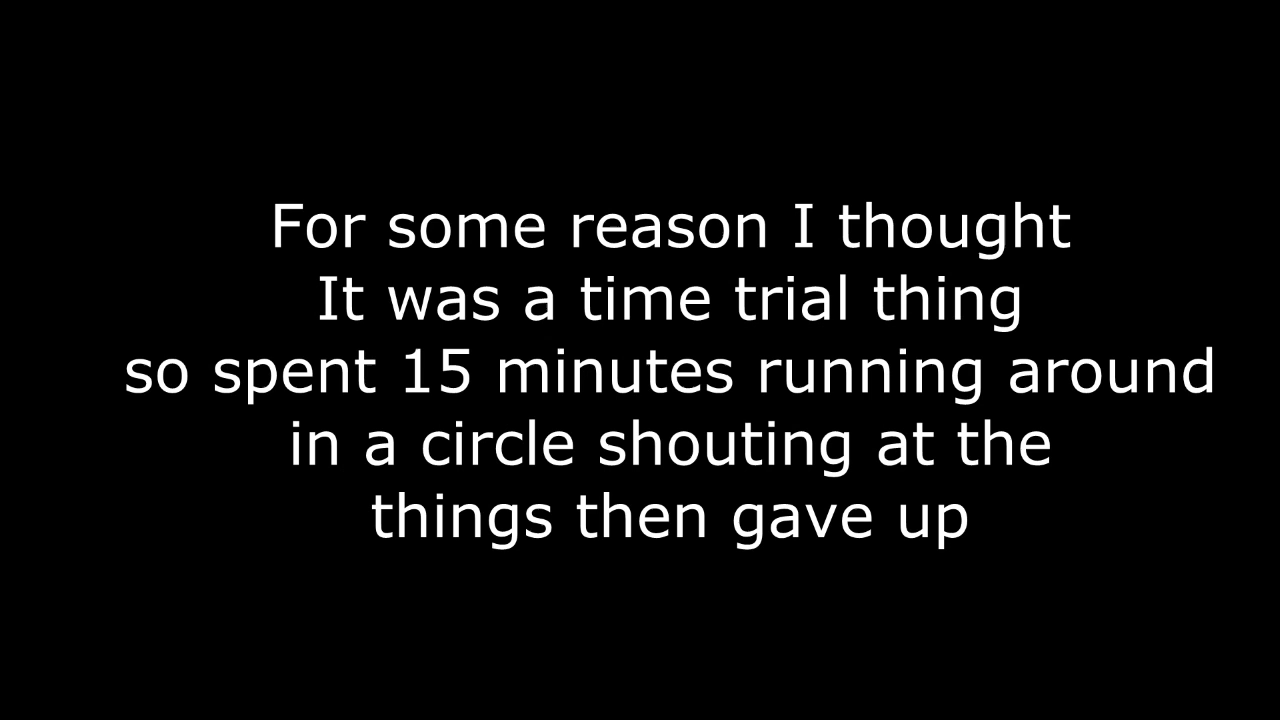 For some reason I thought
It was a time trial thing
so spent 15 minutes running around
in a circle shouting at the
things then gave up